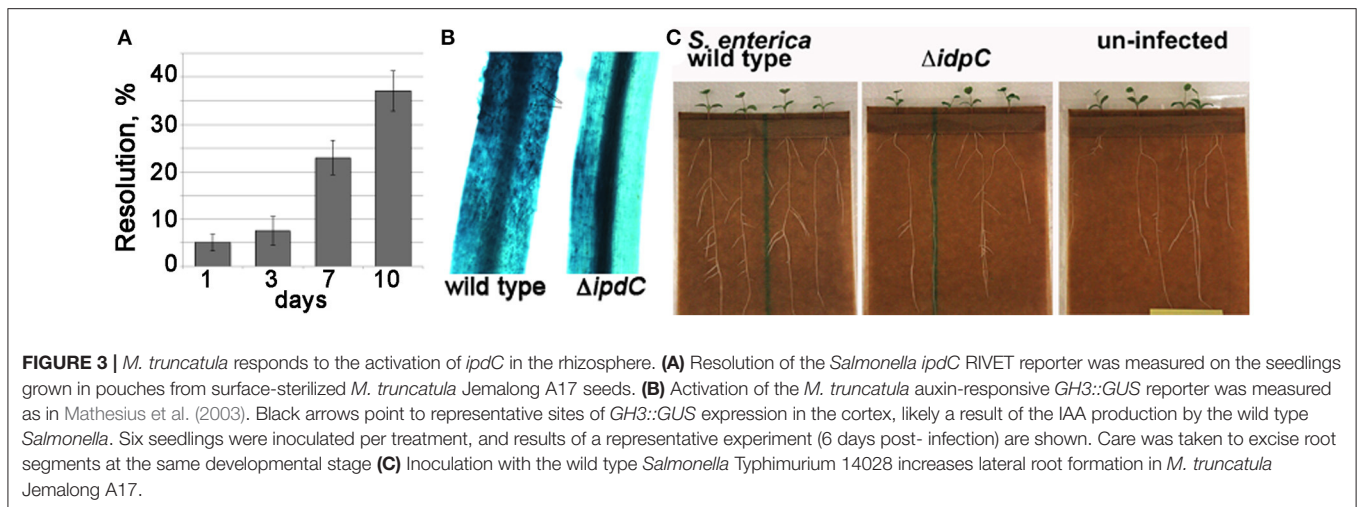 A
B
C
Resolution, %
40
30
20
10
0
1 3 7 10
days
wild type ΔipdC
S. enterica
wild type
ΔidpC
un-infected
FIGURE 3 | M. truncatula responds to the activation of ipdC in the rhizosphere. (A) Resolution of the Salmonella ipdC RIVET reporter was measured on the seedlings
grown in pouches from surface-sterilized M. truncatula Jemalong A17 seeds. (B) Activation of the M. truncatula auxin-responsive GH3::GUS reporter was measured
as in Mathesius et al. (2003). Black arrows point to representative sites of GH3::GUS expression in the cortex, likely a result of the IAA production by the wild type
Salmonella. Six seedlings were inoculated per treatment, and results of a representative experiment (6 days post- infection) are shown. Care was taken to excise root
segments at the same developmental stage (C) Inoculation with the wild type Salmonella Typhimurium 14028 increases lateral root formation in M. truncatula
Jemalong A17.